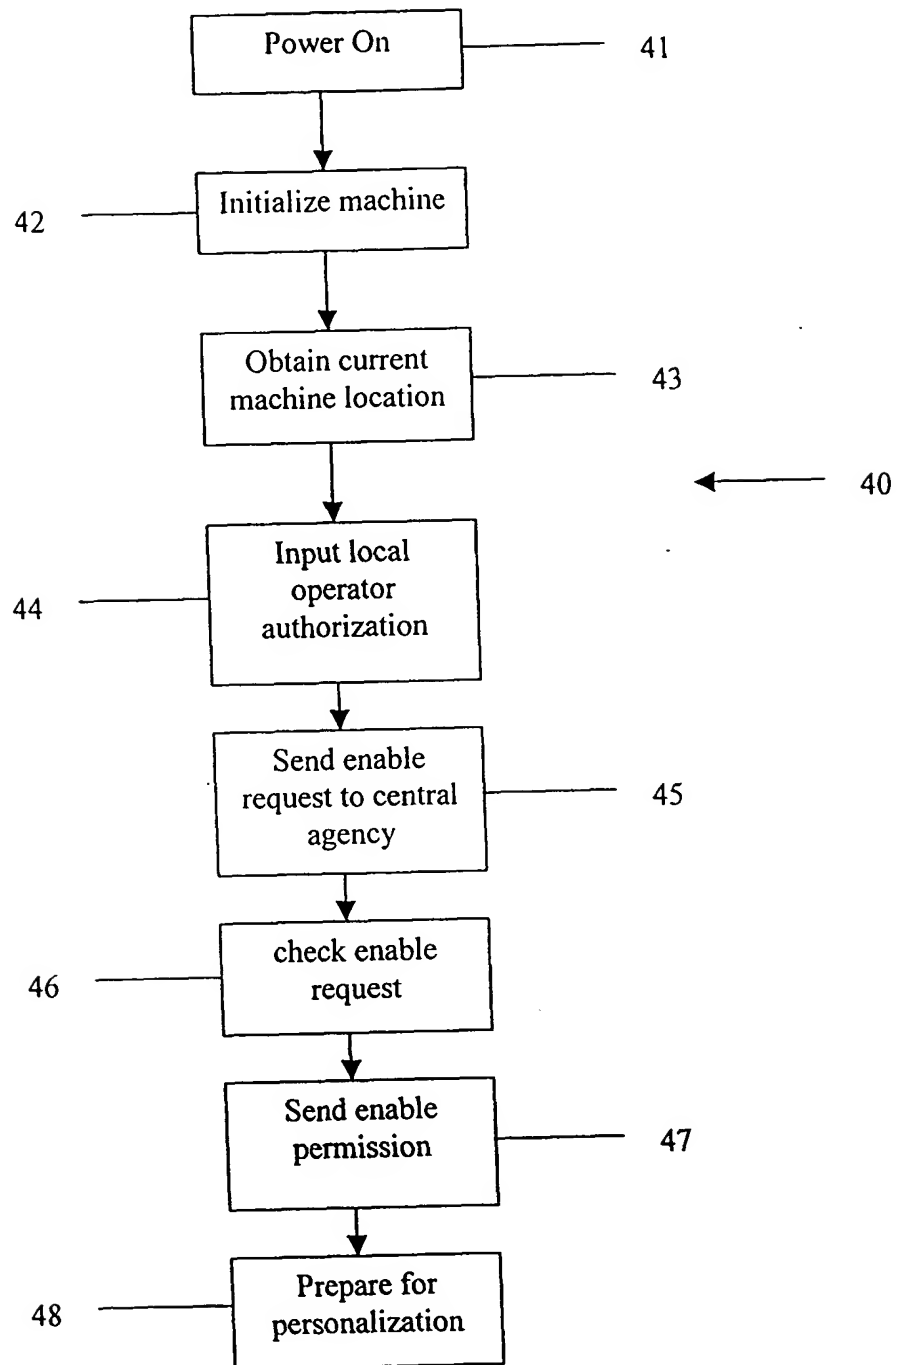 Power On
41
Initialize machine
42
Obtain current
machine location
43
40
Input local
operator
authorization
44
Send enable
request to central
agency
45
check enable
request
46
Send enable
permission
47
Prepare for
personalization
48